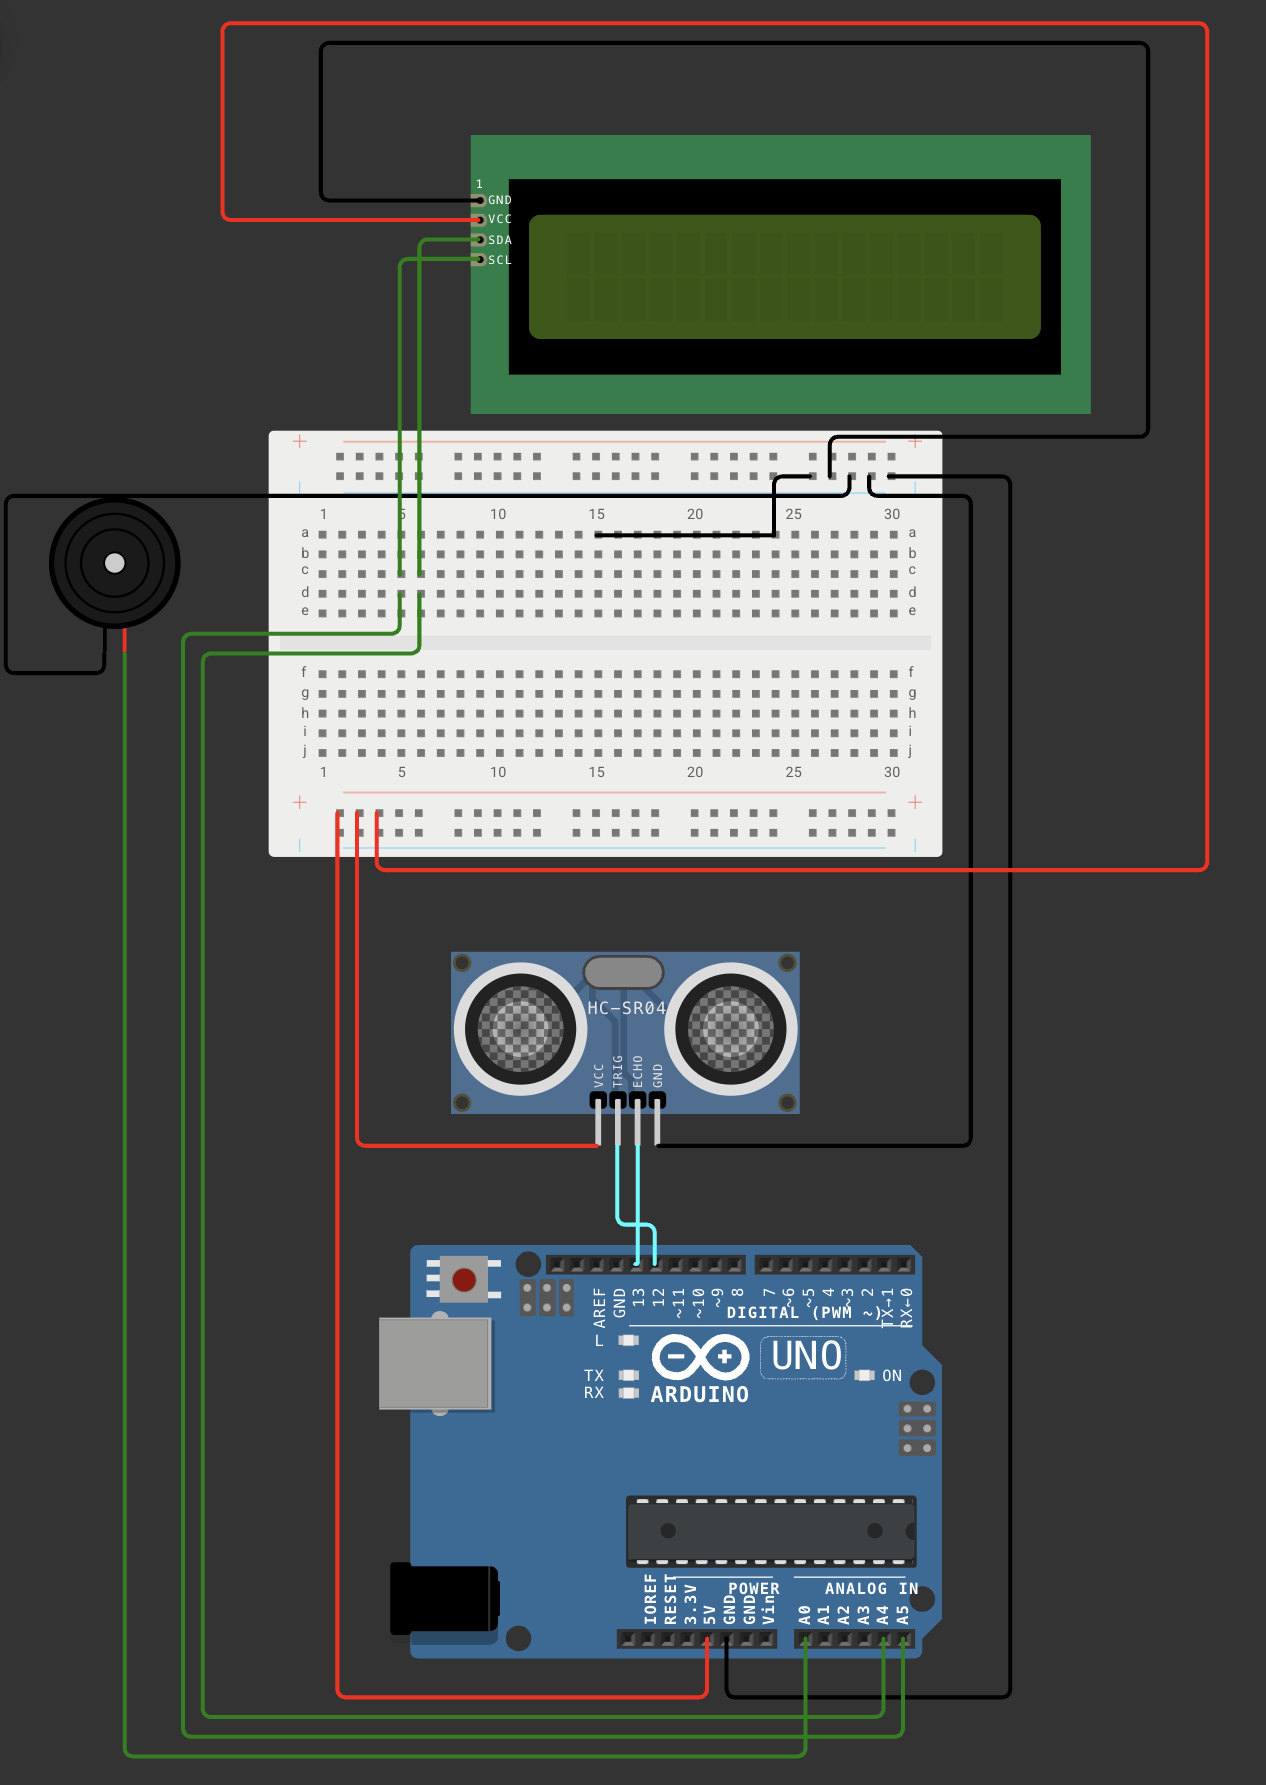 1
GND
VCC
SDA
SCL
+ +
1 5 10 15 20 25 30
a a
b b
c c
d d
e e
f f
g g
h h
i i
j j
1 5 10 15 20 25 30
+ +
HC-SR04
VCC
TRIG
ECHO
GND
AREF
GND
13
12
~11
~10
~9
8
7
~6
~5
4
~3
2
TX→1
RX←0
DIGITAL (PWM ~)
L
TX
RX
UNO
ON
ARDUINO
IOREF
RESET
3.3V
5V
GND
GND
Vin
POWER
ANALOG IN
A0
A1
A2
A3
A4
A5